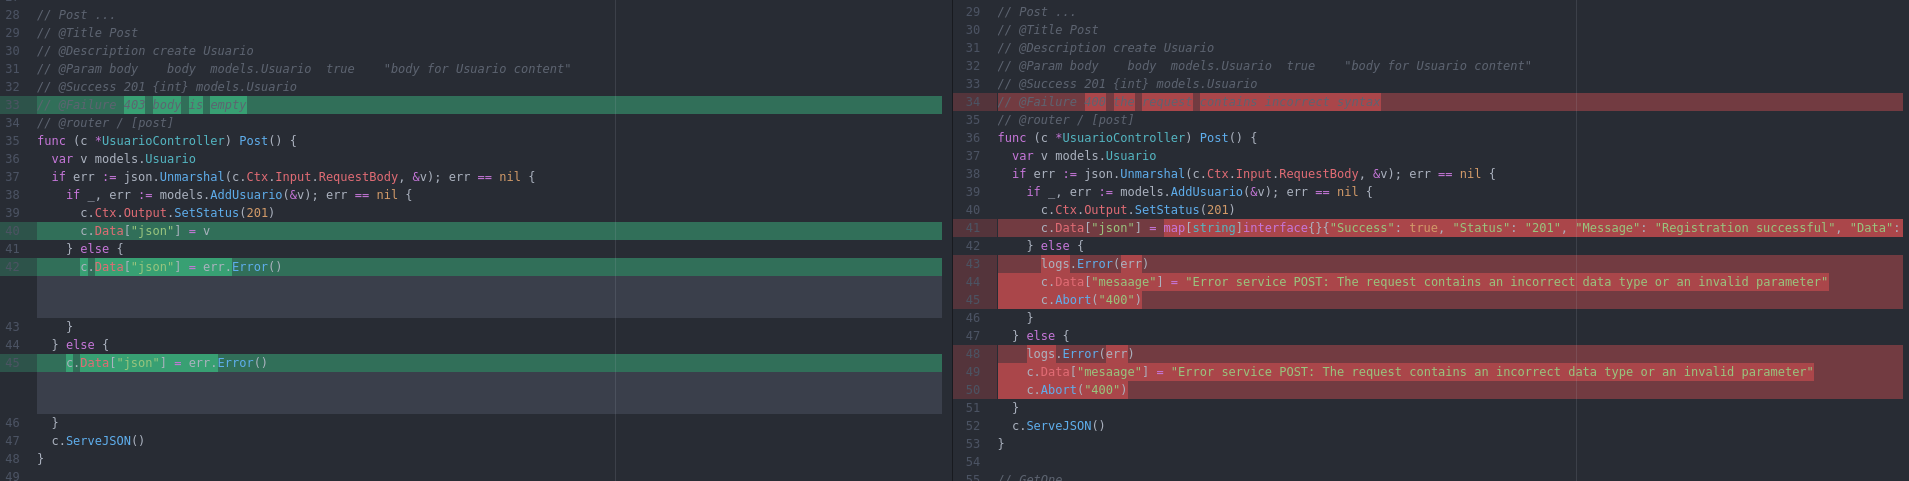 28 // Post ...
29 // @Title Post
30 // @Description create Usuario
31 // @Param body    body  models.Usuario  true    "body for Usuario content"
32 // @Success 201 {int} models.Usuario
33 // @Failure 403 body is empty
34 // @router / [post]
35 func (c *UsuarioController) Post() {
36   var v models.Usuario
37   if err := json.Unmarshal(c.Ctx.Input.RequestBody, &v); err == nil {
38     if _, err := models.AddUsuario(&v); err == nil {
39       c.Ctx.Output.SetStatus(201)
40       c.Data["json"] = v
41     } else {
42       c.Data["json"] = err.Error()
43     }
44   } else {
45     c.Data["json"] = err.Error()
46   }
47   c.ServeJSON()
48 }
49
29 // Post ...
30 // @Title Post
31 // @Description create Usuario
32 // @Param body    body  models.Usuario  true    "body for Usuario content"
33 // @Success 201 {int} models.Usuario
34 // @Failure 400 the request contains incorrect syntax
35 // @router / [post]
36 func (c *UsuarioController) Post() {
37   var v models.Usuario
38   if err := json.Unmarshal(c.Ctx.Input.RequestBody, &v); err == nil {
39     if _, err := models.AddUsuario(&v); err == nil {
40       c.Ctx.Output.SetStatus(201)
41       c.Data["json"] = map[string]interface{}{"Success": true, "Status": "201", "Message": "Registration successful", "Data":
42     } else {
43       logs.Error(err)
44       c.Data["mesaage"] = "Error service POST: The request contains an incorrect data type or an invalid parameter"
45       c.Abort("400")
46     }
47   } else {
48     logs.Error(err)
49     c.Data["mesaage"] = "Error service POST: The request contains an incorrect data type or an invalid parameter"
50     c.Abort("400")
51   }
52   c.ServeJSON()
53 }
54
55 // GetOne